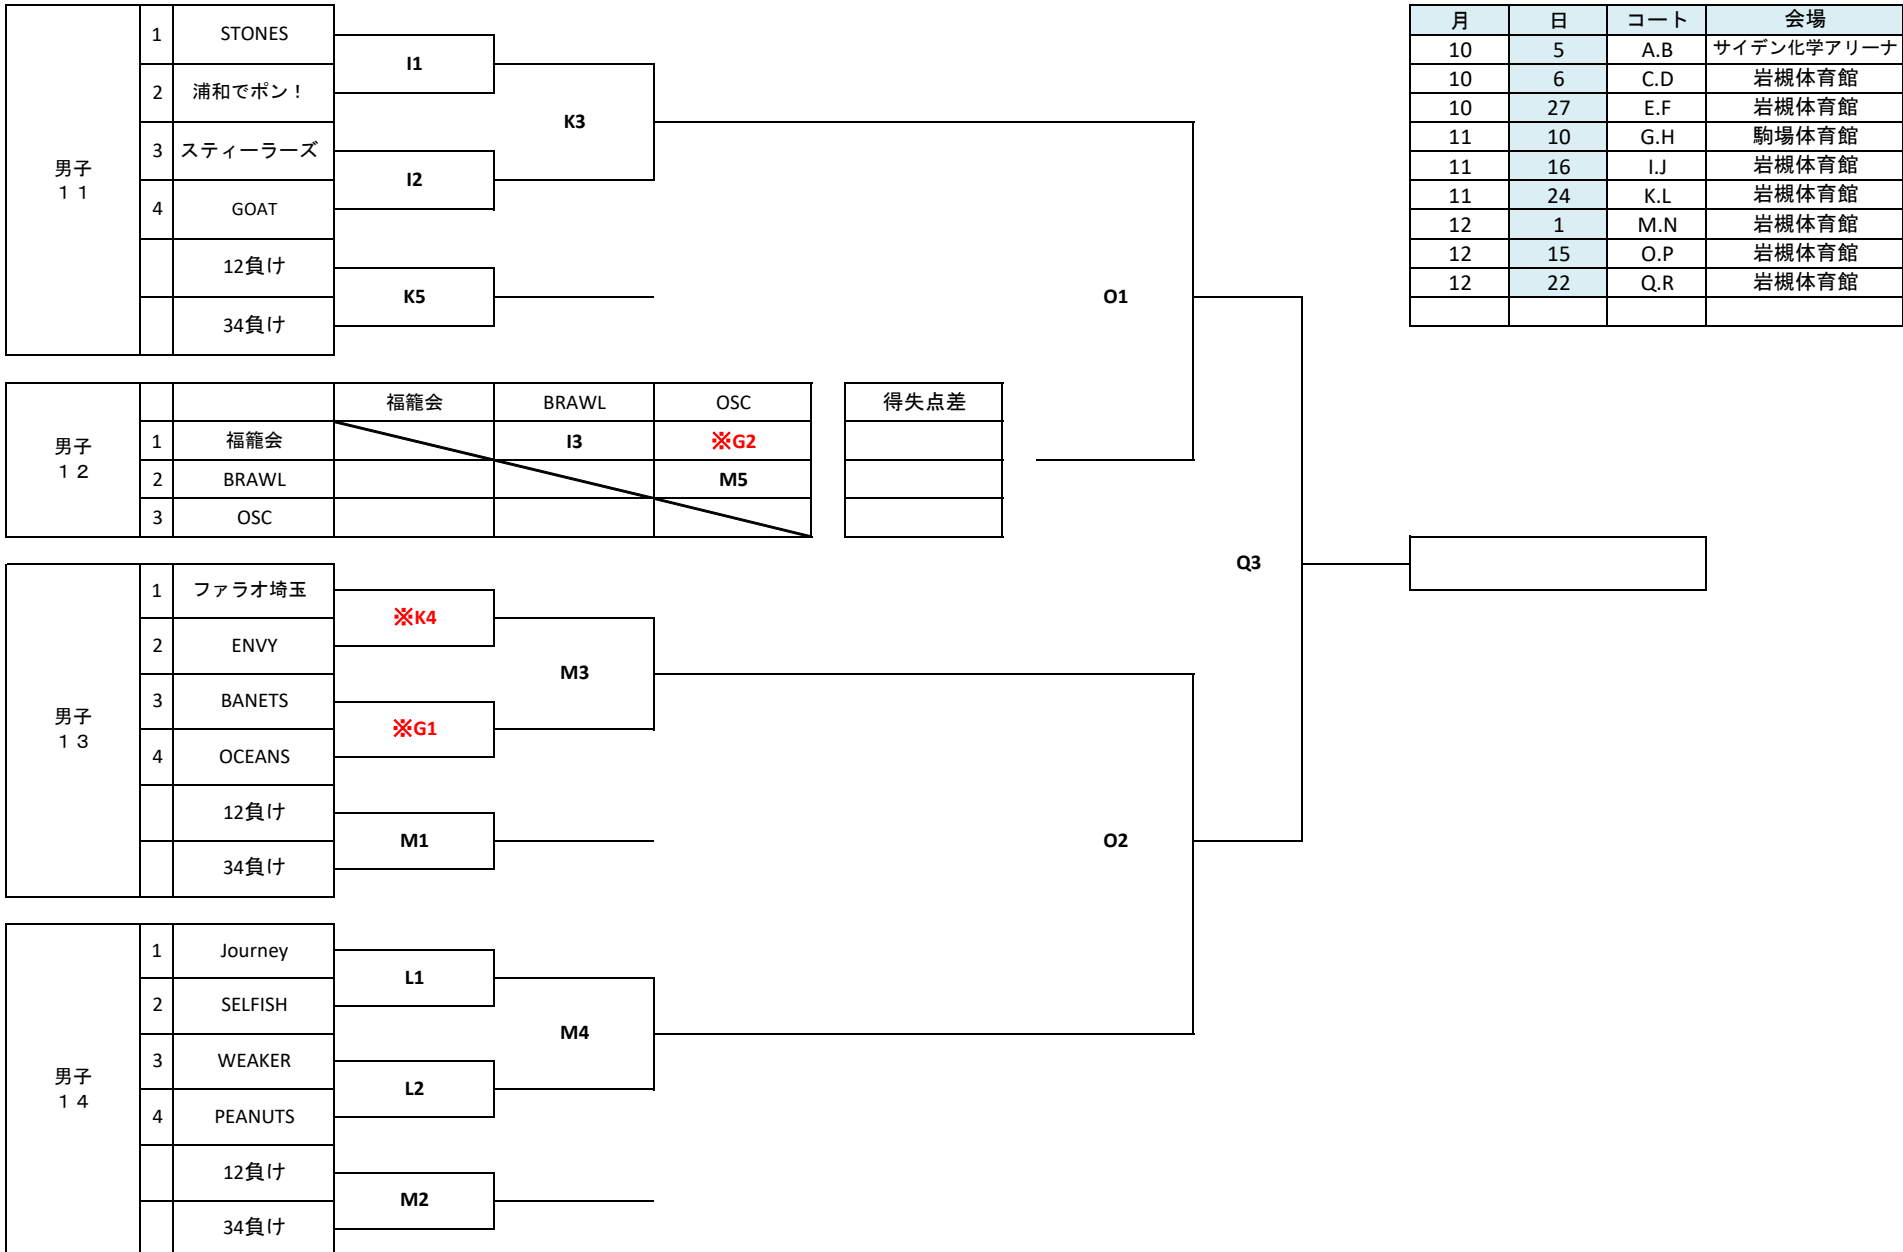 男子
１１
1 STONES
2 浦和でポン！
3 スティーラーズ
4 GOAT
12負け
34負け
I1
I2
K5
K3
月 日 コート 会場
10 5 A.B サイデン化学アリーナ
10 6 C.D 岩槻体育館
10 27 E.F 岩槻体育館
11 10 G.H 駒場体育館
11 16 I.J 岩槻体育館
11 24 K.L 岩槻体育館
12 1 M.N 岩槻体育館
12 15 O.P 岩槻体育館
12 22 Q.R 岩槻体育館
O1
男子
１２
福籠会 BRAWL OSC 得失点差
1 福籠会 I3 ※G2
2 BRAWL M5
3 OSC
Q3
男子
１３
1 ファラオ埼玉
2 ENVY
3 BANETS
4 OCEANS
12負け
34負け
※K4
※G1
M1
M3
O2
男子
１４
1 Journey
2 SELFISH
3 WEAKER
4 PEANUTS
12負け
34負け
L1
L2
M2
M4